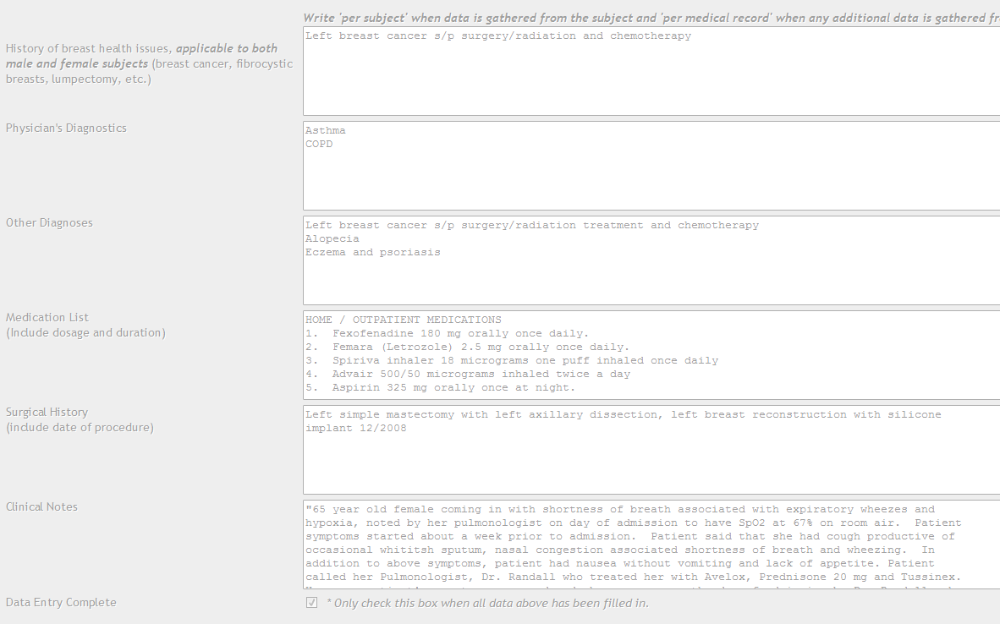 Write 'per subject' when data is gathered from the subject and 'per medical record' when any additional data is gathered
History of breast health issues, applicable to both
male and female subjects (breast cancer, fibrocystic
breasts, lumpectomy, etc.)
Left breast cancer s/p surgery/radiation and chemotherapy
Physician's Diagnostics
Asthma
COPD
Other Diagnoses
Left breast cancer s/p surgery/radiation treatment and chemotherapy
Alopecia
Eczema and psoriasis
Medication List
(Include dosage and duration)
HOME / OUTPATIENT MEDICATIONS
1. Fexofenadine 180 mg orally once daily.
2. Femara (Letrozole) 2.5 mg orally once daily.
3. Spiriva inhaler 18 micrograms one puff inhaled once daily
4. Advair 500/50 micrograms inhaled twice a day
5. Aspirin 325 mg orally once at night.
Surgical History
(include date of procedure)
Left simple mastectomy with left axillary dissection, left breast reconstruction with silicone
implant 12/2008
Clinical Notes
"65 year old female coming in with shortness of breath associated with expiratory wheezes and
hypoxia, noted by her pulmonologist on day of admission to have SpO2 at 67% on room air. Patient
symptoms started about a week prior to admission. Patient said that she had cough productive of
occasional whititsh sputum, nasal congestion associated shortness of breath and wheezing. In
addition to above symptoms, patient had nausea without vomiting and lack of appetite. Patient
called her Pulmonologist, Dr. Randall who treated her with Avelox, Prednisone 20 mg and Tussinex.
Data Entry Complete
* Only check this box when all data above has been filled in.